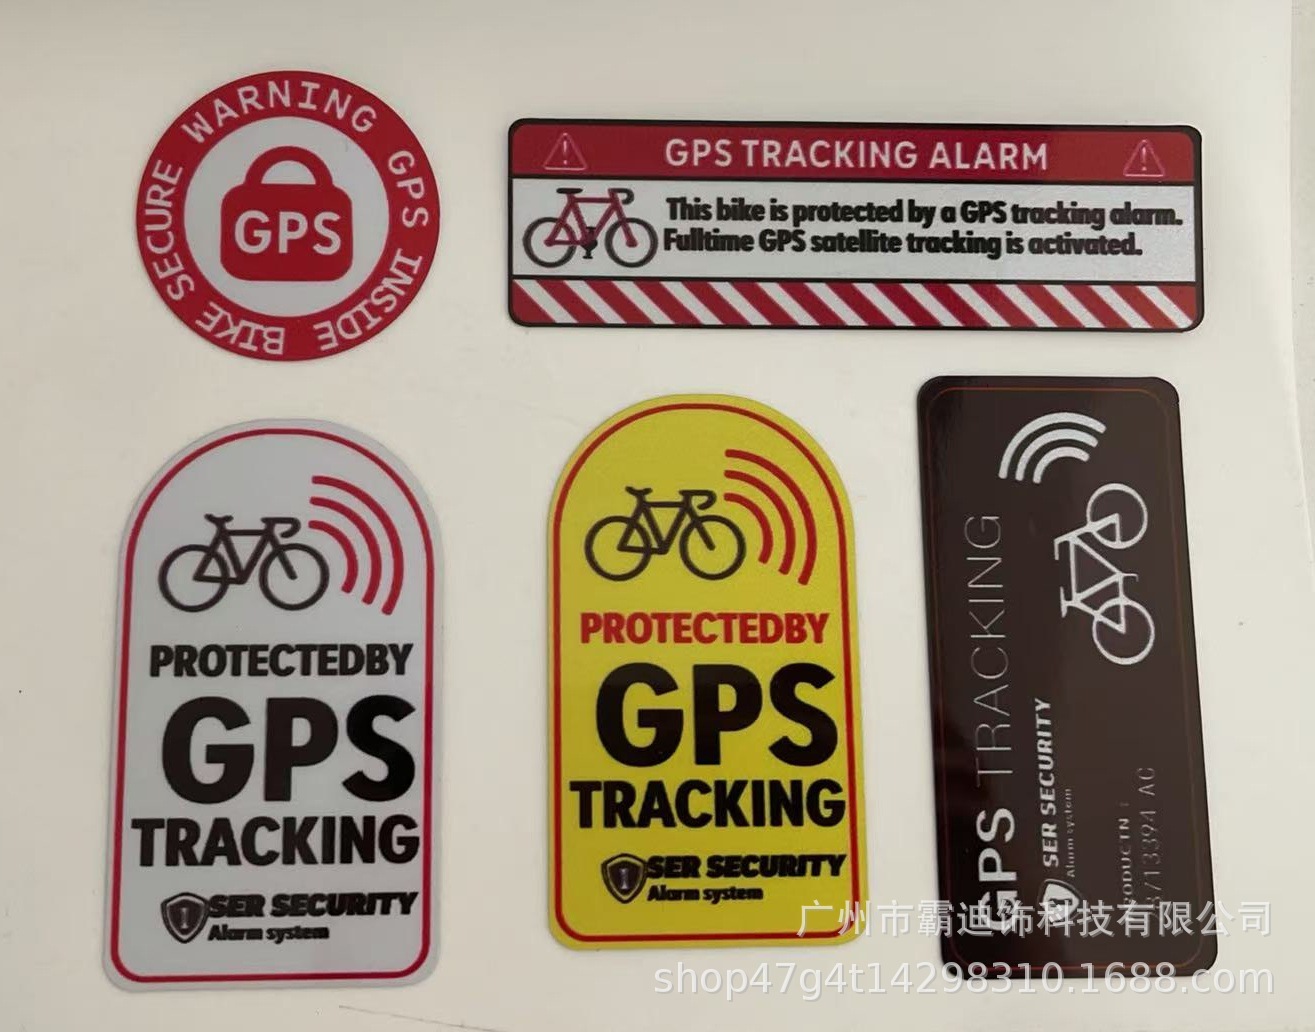 WARNING GPS INSIDE BIKE SECURE
GPS
GPS TRACKING ALARM
This bike is protected by a GPS tracking alarm.
Fulltime GPS satellite tracking is activated.
PROTECTEDBY
GPS
TRACKING
SER SECURITY
Alarm system
PROTECTEDBY
GPS
TRACKING
SER SECURITY
Alarm system
GPS TRACKING
SER SECURITY
Alarm system
广州市霸迪饰科技有限公司
shop47g4t14298310.1688.com